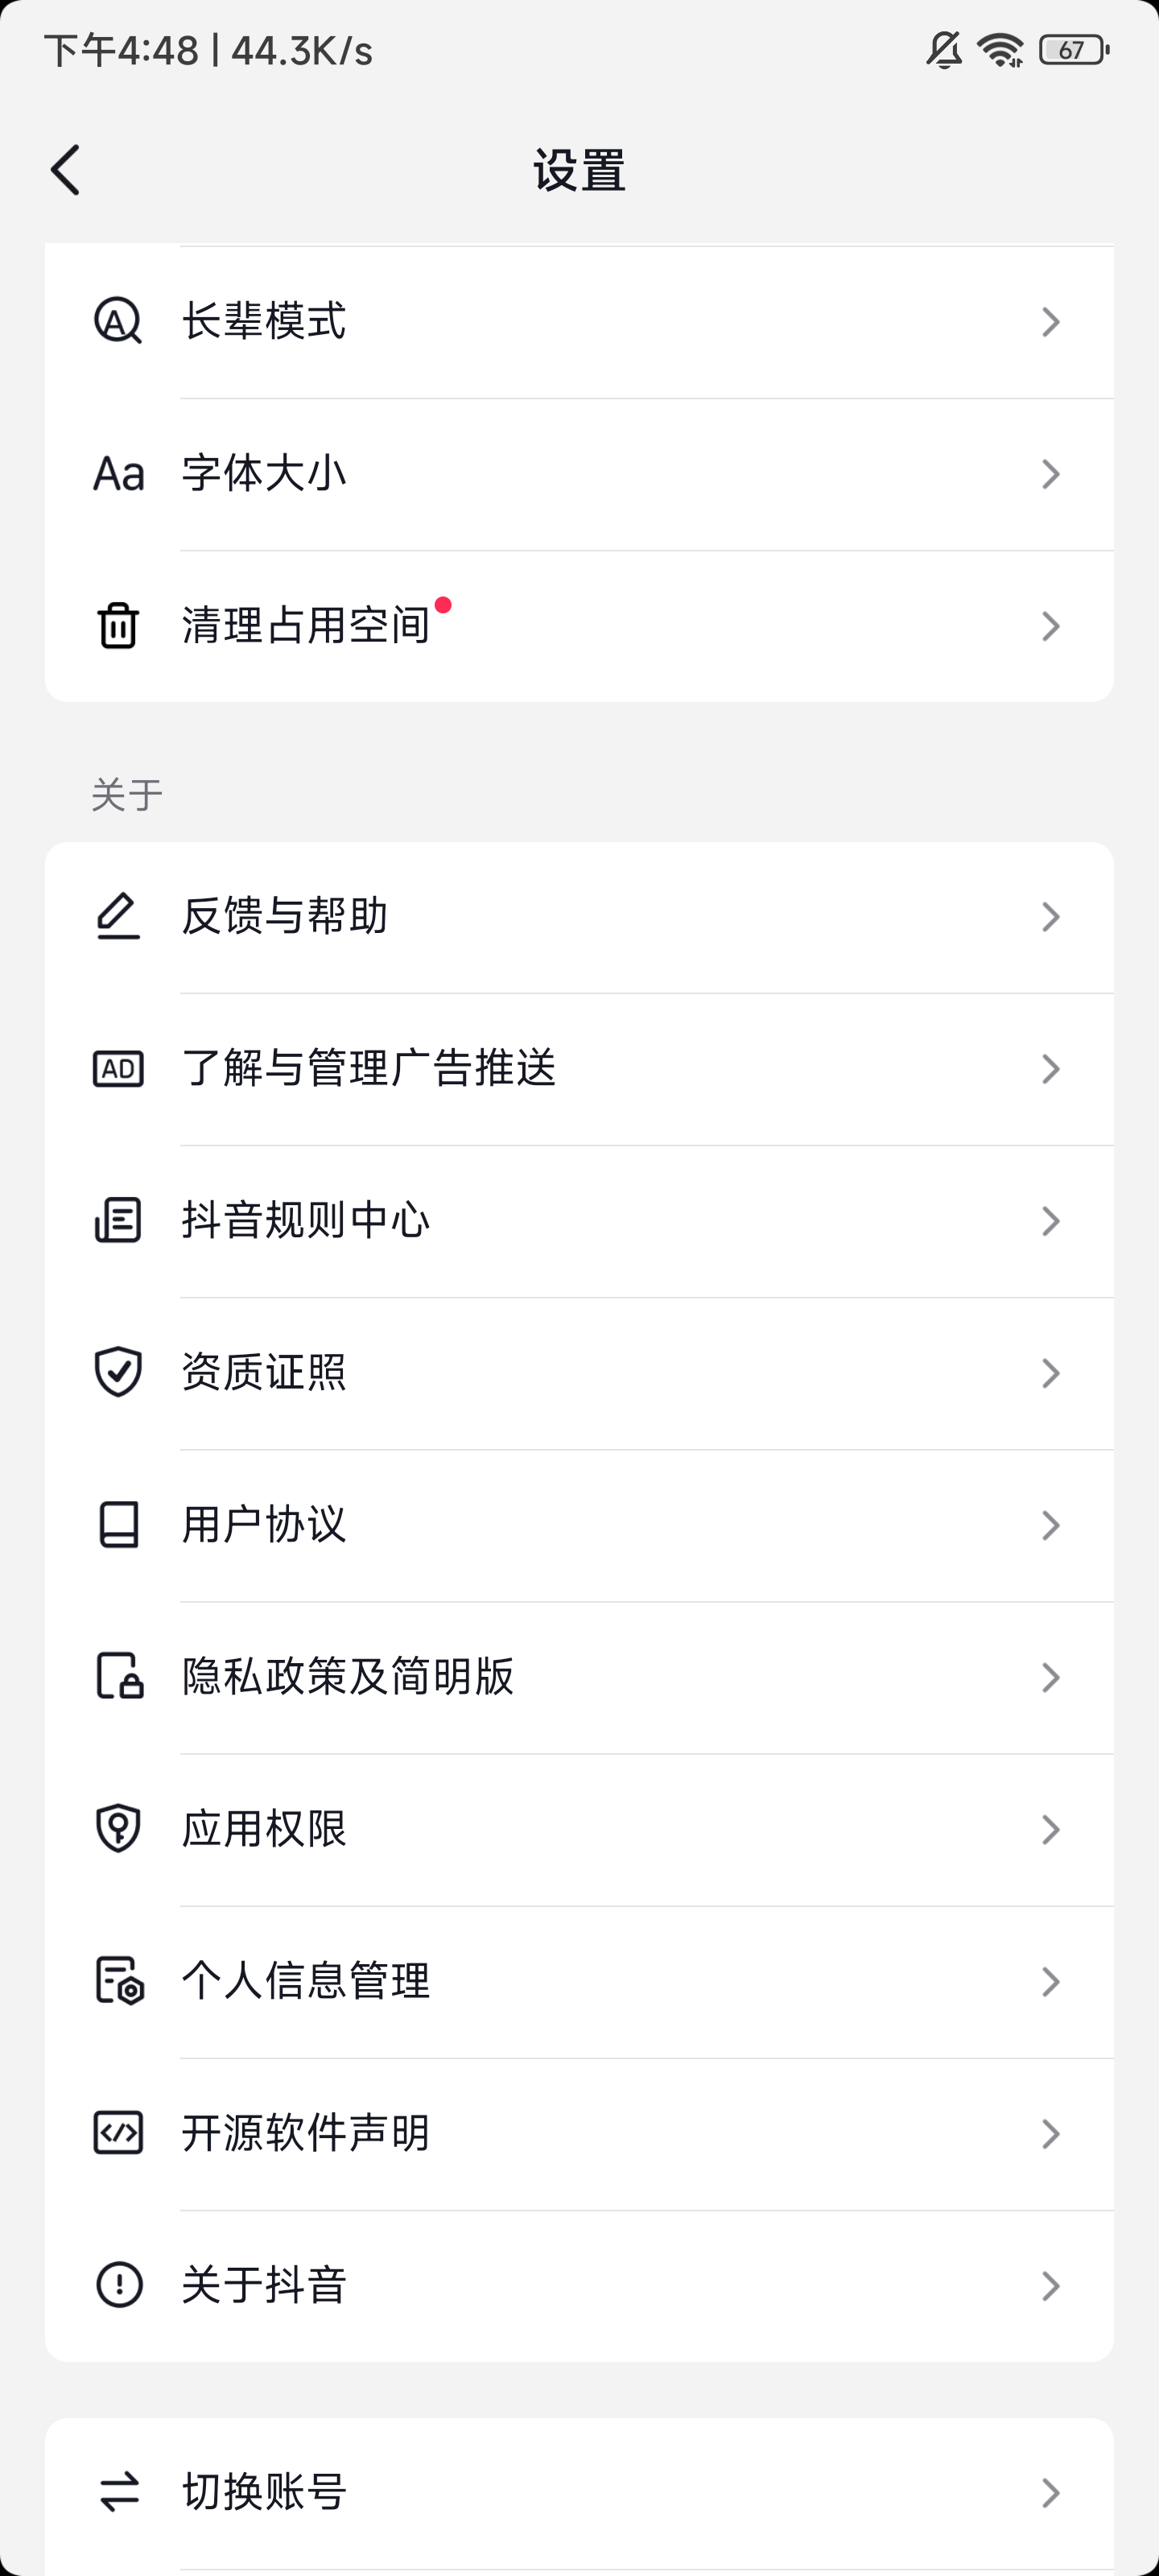 下午4:48 | 44.3K/s
67
设置
长辈模式
Aa 字体大小
清理占用空间
关于
反馈与帮助
AD 了解与管理广告推送
抖音规则中心
资质证照
用户协议
隐私政策及简明版
应用权限
个人信息管理
开源软件声明
关于抖音
切换账号